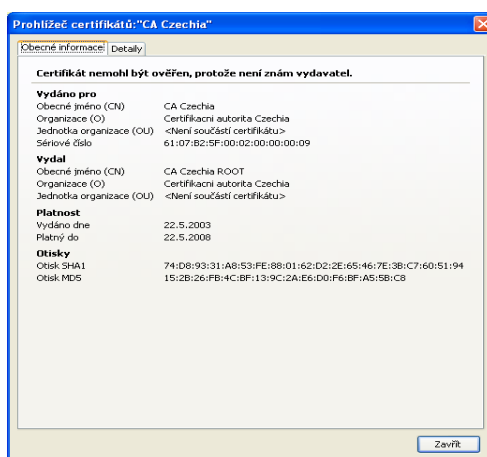 Prohlížeč certifikátů:"CA Czechia"
Obecné informace Detaily
Certifikát nemohl být ověřen, protože není znám vydavatel.
Vydáno pro
Obecné jméno (CN) CA Czechia
Organizace (O) Certifikacni autorita Czechia
Jednotka organizace (OU) <Není součástí certifikátu>
Sériové číslo 61:07:B2:5F:00:02:00:00:00:09
Vydal
Obecné jméno (CN) CA Czechia ROOT
Organizace (O) Certifikacni autorita Czechia
Jednotka organizace (OU) <Není součástí certifikátu>
Platnost
Vydáno dne 22.5.2003
Platný do 22.5.2008
Otisky
Otisk SHA1 74:D8:93:31:A8:53:FE:88:01:62:D2:2E:65:46:7E:3B:C7:60:51:94
Otisk MD5 15:2B:26:FB:4C:BF:13:9C:2A:E6:D0:F6:BF:A5:5B:C8
Zavřít